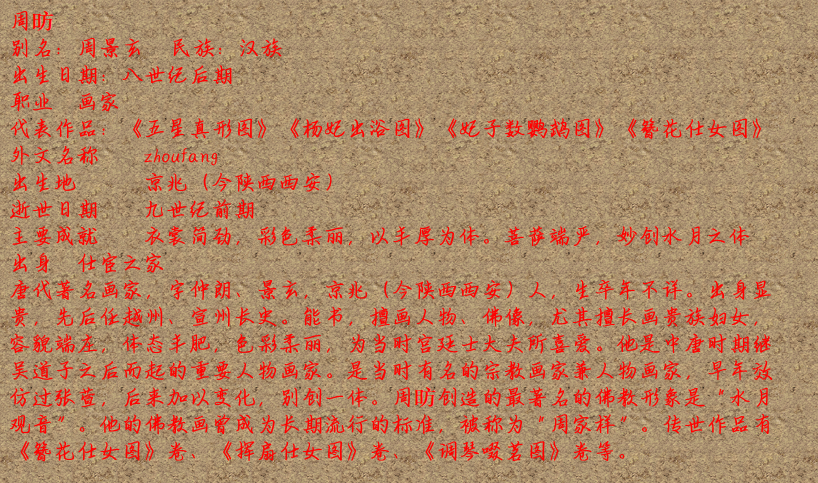 周昉
别名：周景玄 民族：汉族
出生日期：八世纪后期
职业 画家
代表作品：《五星真形图》《杨妃出浴图》《妃子数鹦鹉图》《簪花仕女图》
外文名称 zhoufang
出生地 京兆（今陕西西安）
逝世日期 九世纪前期
主要成就 衣裳简劲，彩色柔丽，以丰厚为体。菩萨端严，妙创水月之体
出身 仕宦之家
唐代著名画家，字仲朗、景玄，京兆（今陕西西安）人，生卒年不详。出身显
贵，先后任越州、宣州长史。能书，擅画人物、佛像，尤其擅长画贵族妇女，
容貌端庄，体态丰肥，色彩柔丽，为当时宫廷士大夫所喜爱。他是中唐时期继
吴道子之后而起的重要人物画家。是当时有名的宗教画家兼人物画家，早年效
仿过张萱，后来加以变化，别创一体。周昉创造的最著名的佛教形象是"水月
观音"。他的佛教画曾成为长期流行的标准，被称为"周家样"。传世作品有
《簪花仕女图》卷、《挥扇仕女图》卷、《调琴啜茗图》卷等。